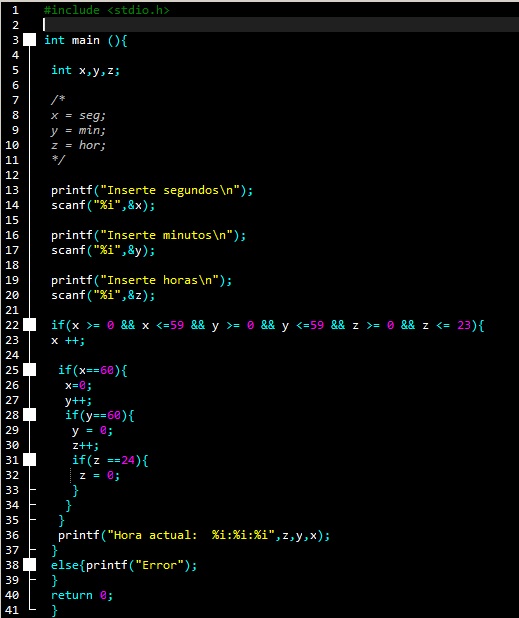 1 #include <stdio.h>
2
3 int main (){
4
5 int x,y,z;
6
7 /*
8 x = seg;
9 y = min;
10 z = hor;
11 */
12
13 printf("Inserte segundos\n");
14 scanf("%i",&x);
15
16 printf("Inserte minutos\n");
17 scanf("%i",&y);
18
19 printf("Inserte horas\n");
20 scanf("%i",&z);
21
22 if(x >= 0 && x <=59 && y >= 0 && y <=59 && z >= 0 && z <= 23){
23 x ++;
24
25 if(x==60){
26 x=0;
27 y++;
28 if(y==60){
29 y = 0;
30 z++;
31 if(z ==24){
32 z = 0;
33 }
34 }
35 }
36 printf("Hora actual:  %i:%i:%i",z,y,x);
37 }
38 else{printf("Error");
39 }
40 return 0;
41 }